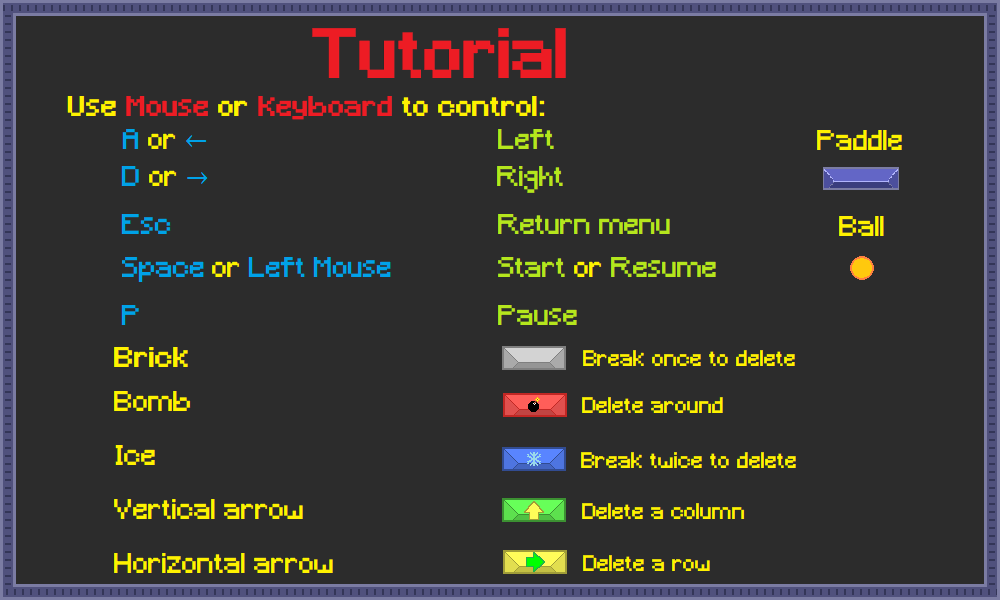 Tutorial
Use Mouse or Keyboard to control:
A or ← Left Paddle
D or → Right
Esc Return menu Ball
Space or Left Mouse Start or Resume
P Pause
Brick Break once to delete
Bomb Delete around
Ice Break twice to delete
Vertical arrow Delete a column
Horizontal arrow Delete a row